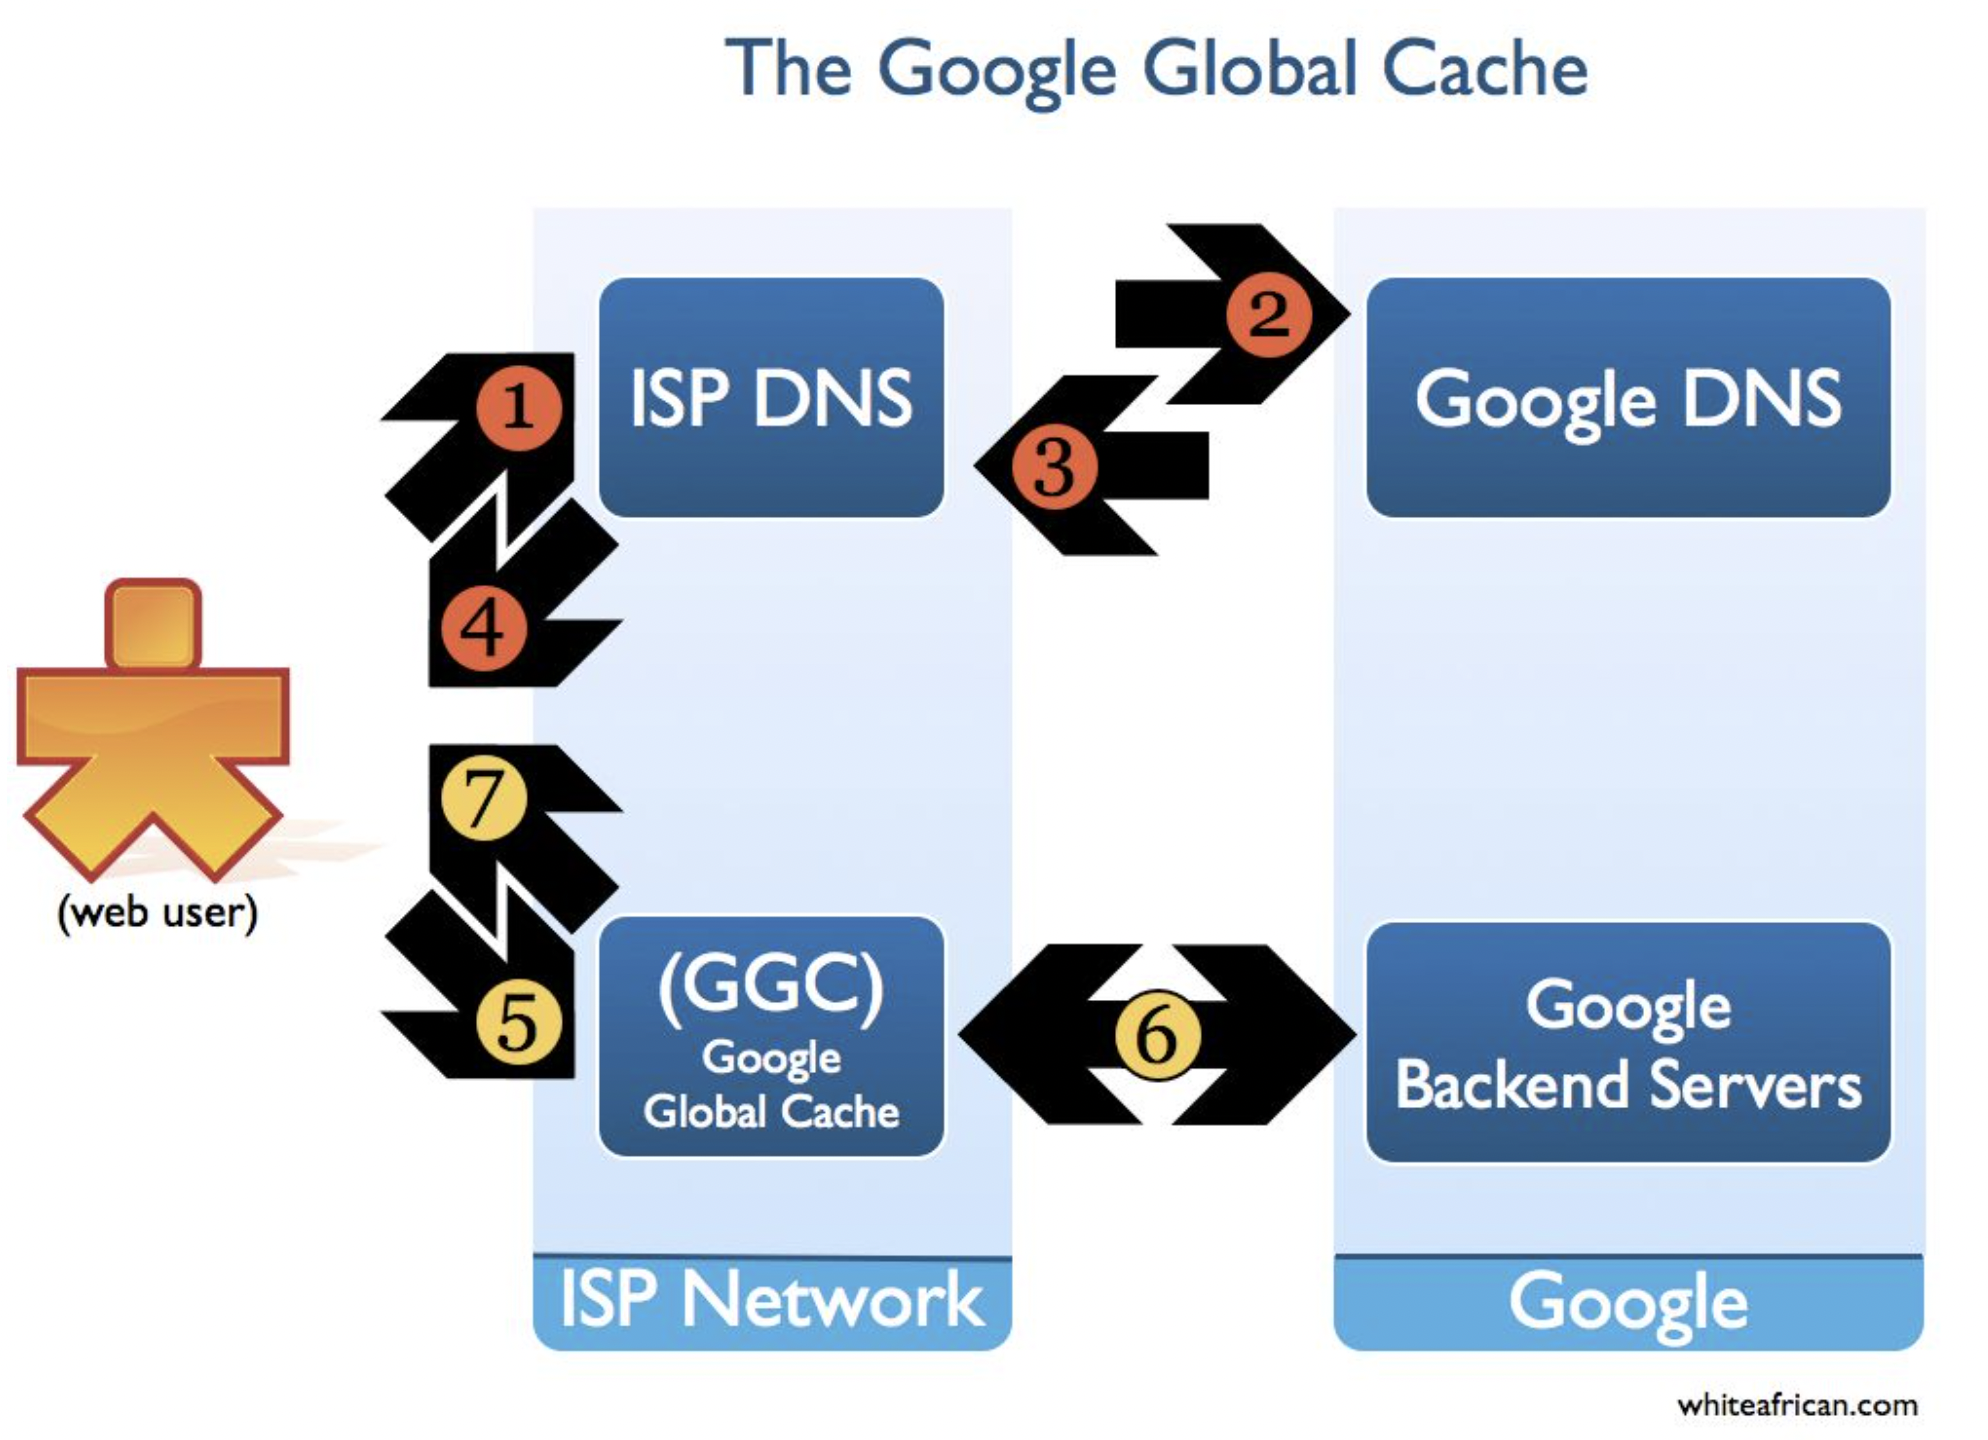 The Google Global Cache
1
ISP DNS
2
3
Google DNS
4
(web user)
7
5
(GGC)
Google
Global Cache
6
Google
Backend Servers
ISP Network
Google
whiteafrican.com